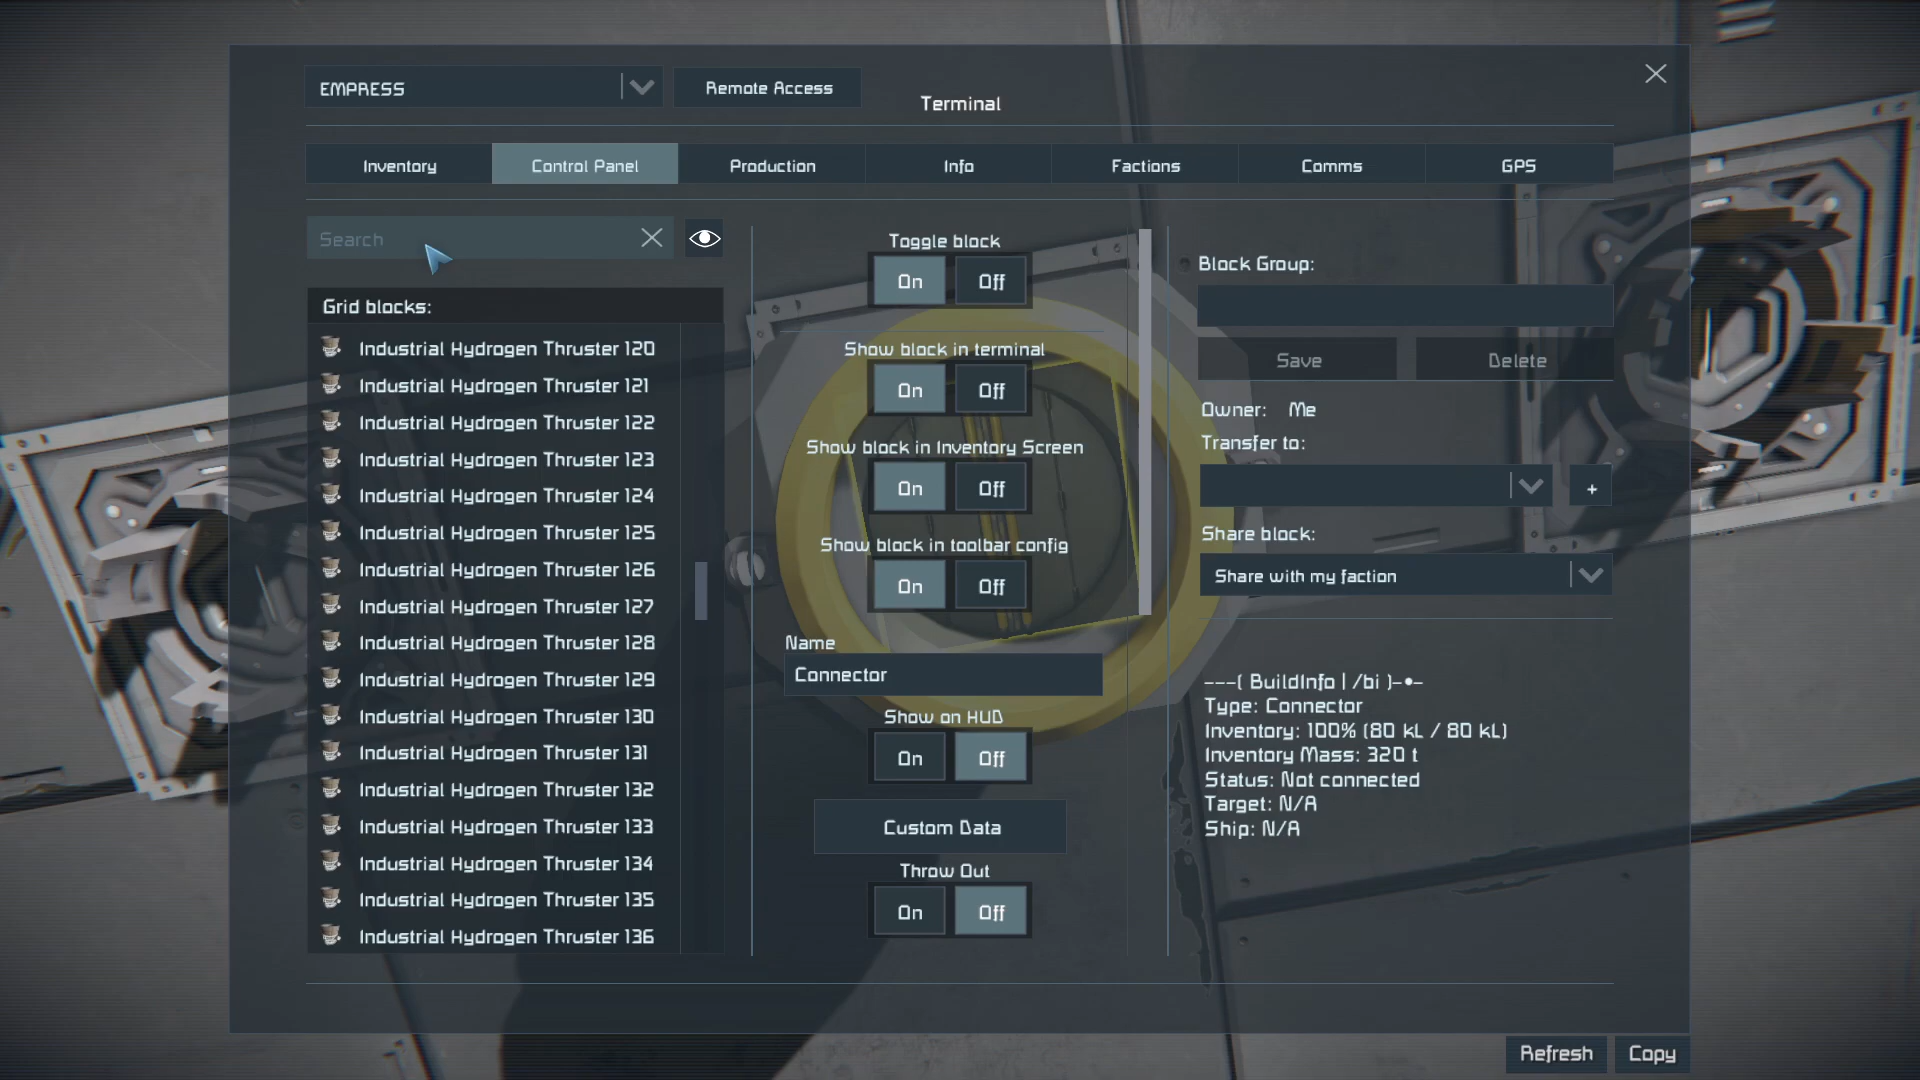 EMPRESS
Remote Access
Terminal
Inventory
Control Panel
Production
Info
Factions
Comms
GPS
Search
Grid blocks:
Industrial Hydrogen Thruster 120
Industrial Hydrogen Thruster 121
Industrial Hydrogen Thruster 122
Industrial Hydrogen Thruster 123
Industrial Hydrogen Thruster 124
Industrial Hydrogen Thruster 125
Industrial Hydrogen Thruster 126
Industrial Hydrogen Thruster 127
Industrial Hydrogen Thruster 128
Industrial Hydrogen Thruster 129
Industrial Hydrogen Thruster 130
Industrial Hydrogen Thruster 131
Industrial Hydrogen Thruster 132
Industrial Hydrogen Thruster 133
Industrial Hydrogen Thruster 134
Industrial Hydrogen Thruster 135
Industrial Hydrogen Thruster 136
Toggle block
On Off
Show block in terminal
On Off
Show block in Inventory Screen
On Off
Show block in toolbar config
On Off
Name
Connector
Show on HUD
On Off
Custom Data
Throw Out
On Off
Block Group:
Save
Delete
Owner: Me
Transfer to:
+
Share block:
Share with my faction
---( BuildInfo | /bi )-•-
Type: Connector
Inventory: 100% (80 kL / 80 kL)
Inventory Mass: 320 t
Status: Not connected
Target: N/A
Ship: N/A
Refresh
Copy